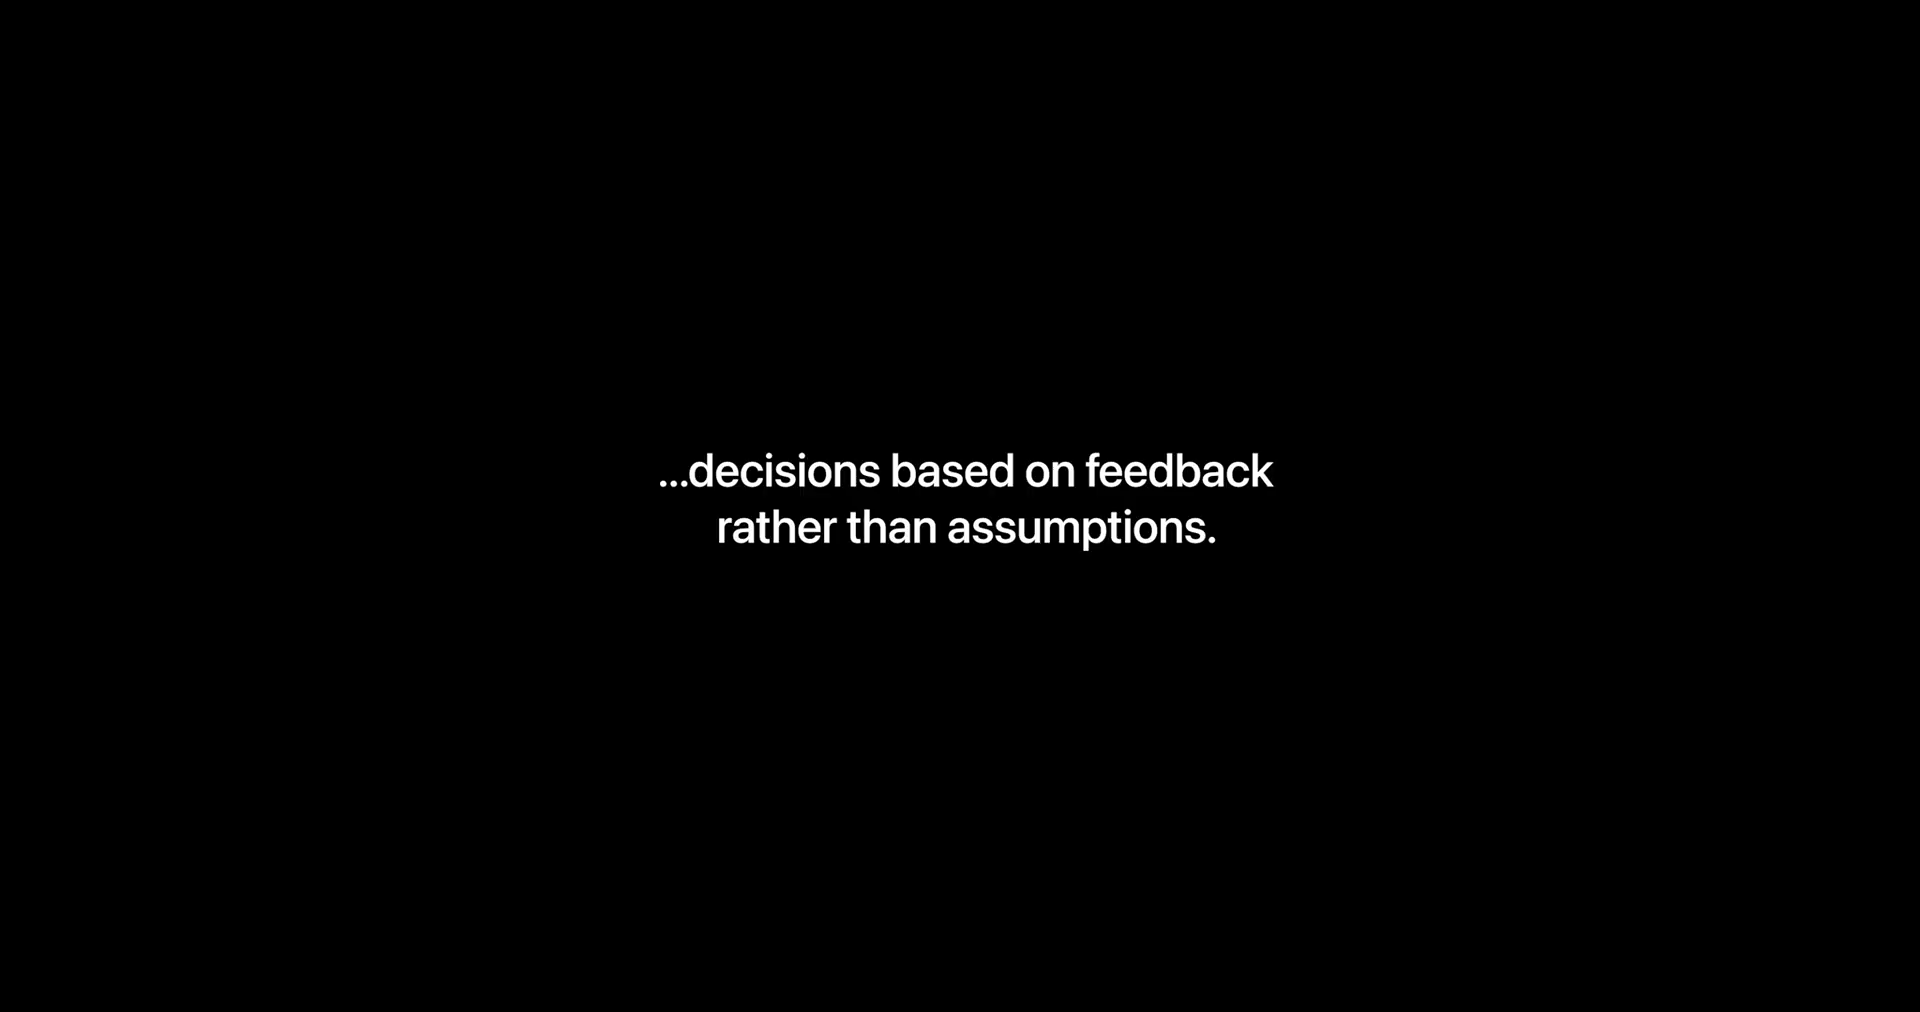 ...decisions based on feedback
rather than assumptions.